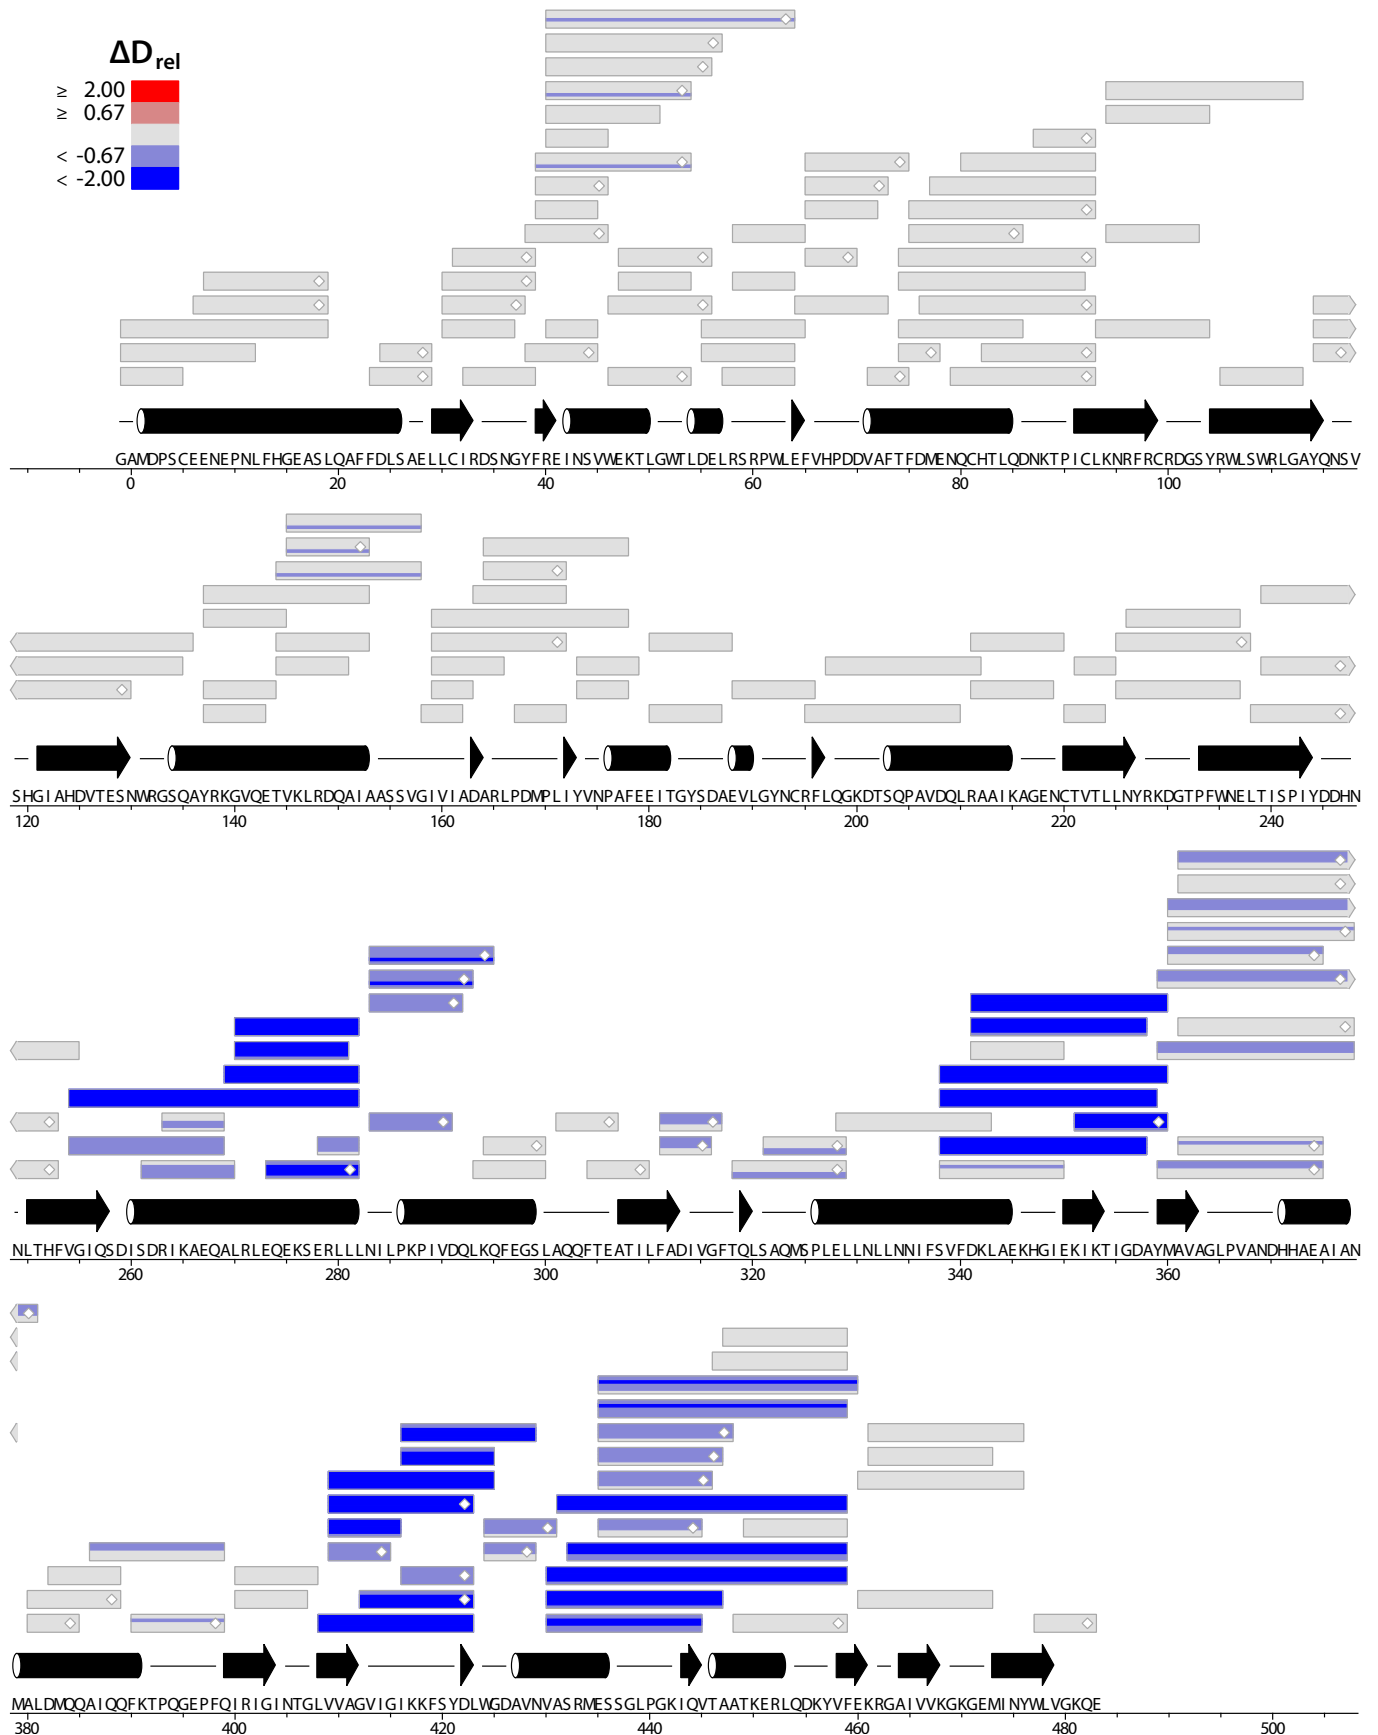 ΔDrel
≥ 2.00
≥ 0.67
< -0.67
< -2.00
GAMDPSCEENEPNLFHGEASLQAFFDLSAELLCIRDSNGYFREINSVWEKTLGWTLDELRSRPWLEFVHPDDVAFTFDMENQCHTLQDNKTPICLKNRFRCRDGSYRWLSWRLGAYQNSV
0 20 40 60 80 100
SHGIAHDVTESNWRGSQAYRKGVQETVKLRDQAIAASSVGIVIADARLPDMPLIYVNPAFEEITGYSDAEVLGYNCRFLQGKDTSQPAVDQLRAAIKAGENCTVTLLNYRKDGTPFWNELTISPIYDDHN
120 140 160 180 200 220 240
NLTHFVGIQSDISDRIKAEQALRLEQEKSERLLLNILPKPIVDQLKQFEGSLAQQFTEATILFADIVGFTQLSAQMSPLELLNLLNNIFSVFDKLAEKHGIEKIKTIGDAYMAVAGLPVANDHHAEAIAN
260 280 300 320 340 360
MALDMQQAIQQFKTPQGEPFQIRIGINTGLVVAGVIGIKKFSYDLWGDAVNVASRMESSGLPGKIQVTAATKERLQDKYVFEKRGAIVVKGKGEMINYWLVGKQE
380 400 420 440 460 480 500